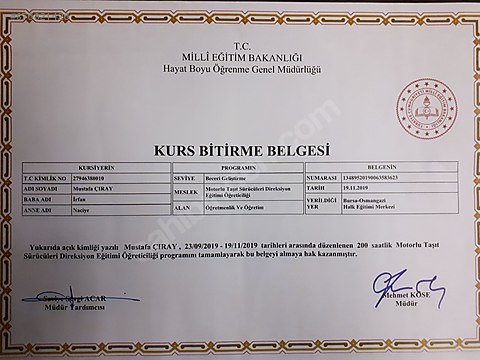 T.C.
MİLLÎ EĞİTİM BAKANLIĞI
Hayat Boyu Öğrenme Genel Müdürlüğü
KURS BİTİRME BELGESİ
KURSİYERİN PROGRAMIN BELGENİN
T.C KİMLİK NO 27946380010 SEVİYE Beceri Geliştirme NUMARASI 13489520190063583623
ADI SOYADI Mustafa ÇIRAY MESLEK Motorlu Taşıt Sürücüleri Direksiyon Eğitimi Öğreticiliği TARİH 19.11.2019
BABA ADI İrfan VERİLDİĞİ YER Bursa-Osmangazi Halk Eğitimi Merkezi
ANNE ADI Naciye ALAN Öğretmenlik Ve Öğretim
Yukarıda açık kimliği yazılı Mustafa ÇIRAY , 23/09/2019 - 19/11/2019 tarihleri arasında düzenlenen 200 saatlik Motorlu Taşıt
Sürücüleri Direksiyon Eğitimi Öğreticiliği programını tamamlayarak bu belgeyi almaya hak kazanmıştır.
ACAR
Müdür Yardımcısı
Mehmet KÖSE
Müdür